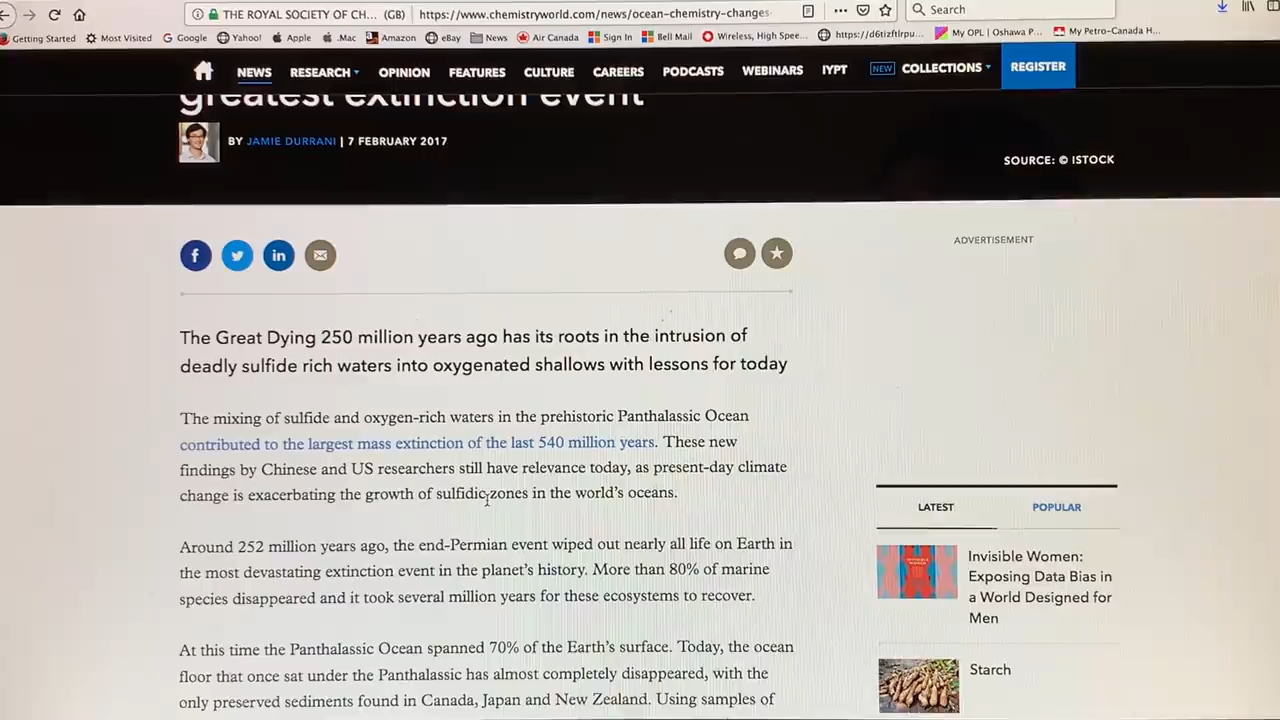 THE ROYAL SOCIETY OF CH... (GB) https://www.chemistryworld.com/news/ocean-chemistry-changes- Search
Getting Started Most Visited Google Yahoo! Apple .Mac Amazon eBay News Air Canada Sign In Bell Mail Wireless, High Spee... https://d6tizftlrpu... My OPL | Oshawa P... My Petro-Canada H...
NEWS RESEARCH OPINION FEATURES CULTURE CAREERS PODCASTS WEBINARS IYPT NEW COLLECTIONS REGISTER
greatest extinction event
BY JAMIE DURRANI | 7 FEBRUARY 2017
SOURCE: © ISTOCK
ADVERTISEMENT
The Great Dying 250 million years ago has its roots in the intrusion of
deadly sulfide rich waters into oxygenated shallows with lessons for today
The mixing of sulfide and oxygen-rich waters in the prehistoric Panthalassic Ocean
contributed to the largest mass extinction of the last 540 million years. These new
findings by Chinese and US researchers still have relevance today, as present-day climate
change is exacerbating the growth of sulfidic zones in the world's oceans.
Around 252 million years ago, the end-Permian event wiped out nearly all life on Earth in
the most devastating extinction event in the planet's history. More than 80% of marine
species disappeared and it took several million years for these ecosystems to recover.
At this time the Panthalassic Ocean spanned 70% of the Earth's surface. Today, the ocean
floor that once sat under the Panthalassic has almost completely disappeared, with the
only preserved sediments found in Canada, Japan and New Zealand. Using samples of
LATEST POPULAR
Invisible Women:
Exposing Data Bias in
a World Designed for
Men
Starch